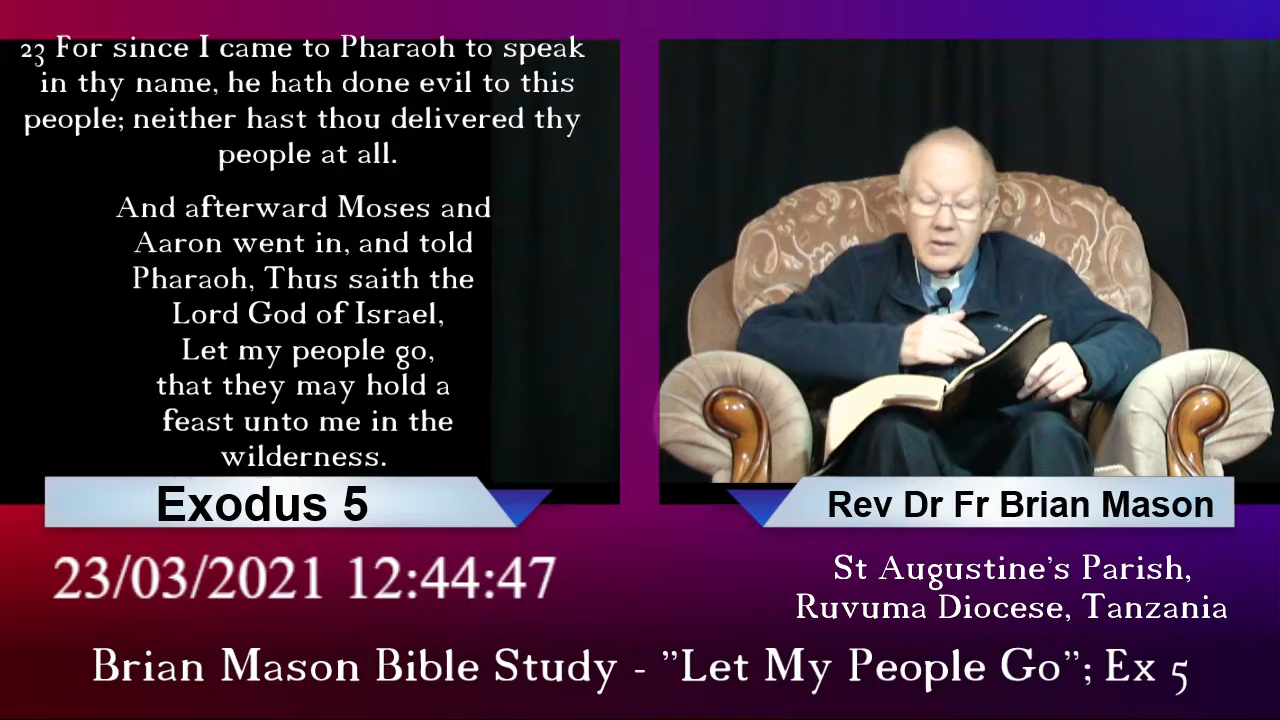 23 For since I came to Pharaoh to speak
in thy name, he hath done evil to this
people; neither hast thou delivered thy
people at all.
And afterward Moses and
Aaron went in, and told
Pharaoh, Thus saith the
Lord God of Israel,
Let my people go,
that they may hold a
feast unto me in the
wilderness.
Exodus 5
Rev Dr Fr Brian Mason
23/03/2021 12:44:47
St Augustine's Parish,
Ruvuma Diocese, Tanzania
Brian Mason Bible Study - "Let My People Go"; Ex 5